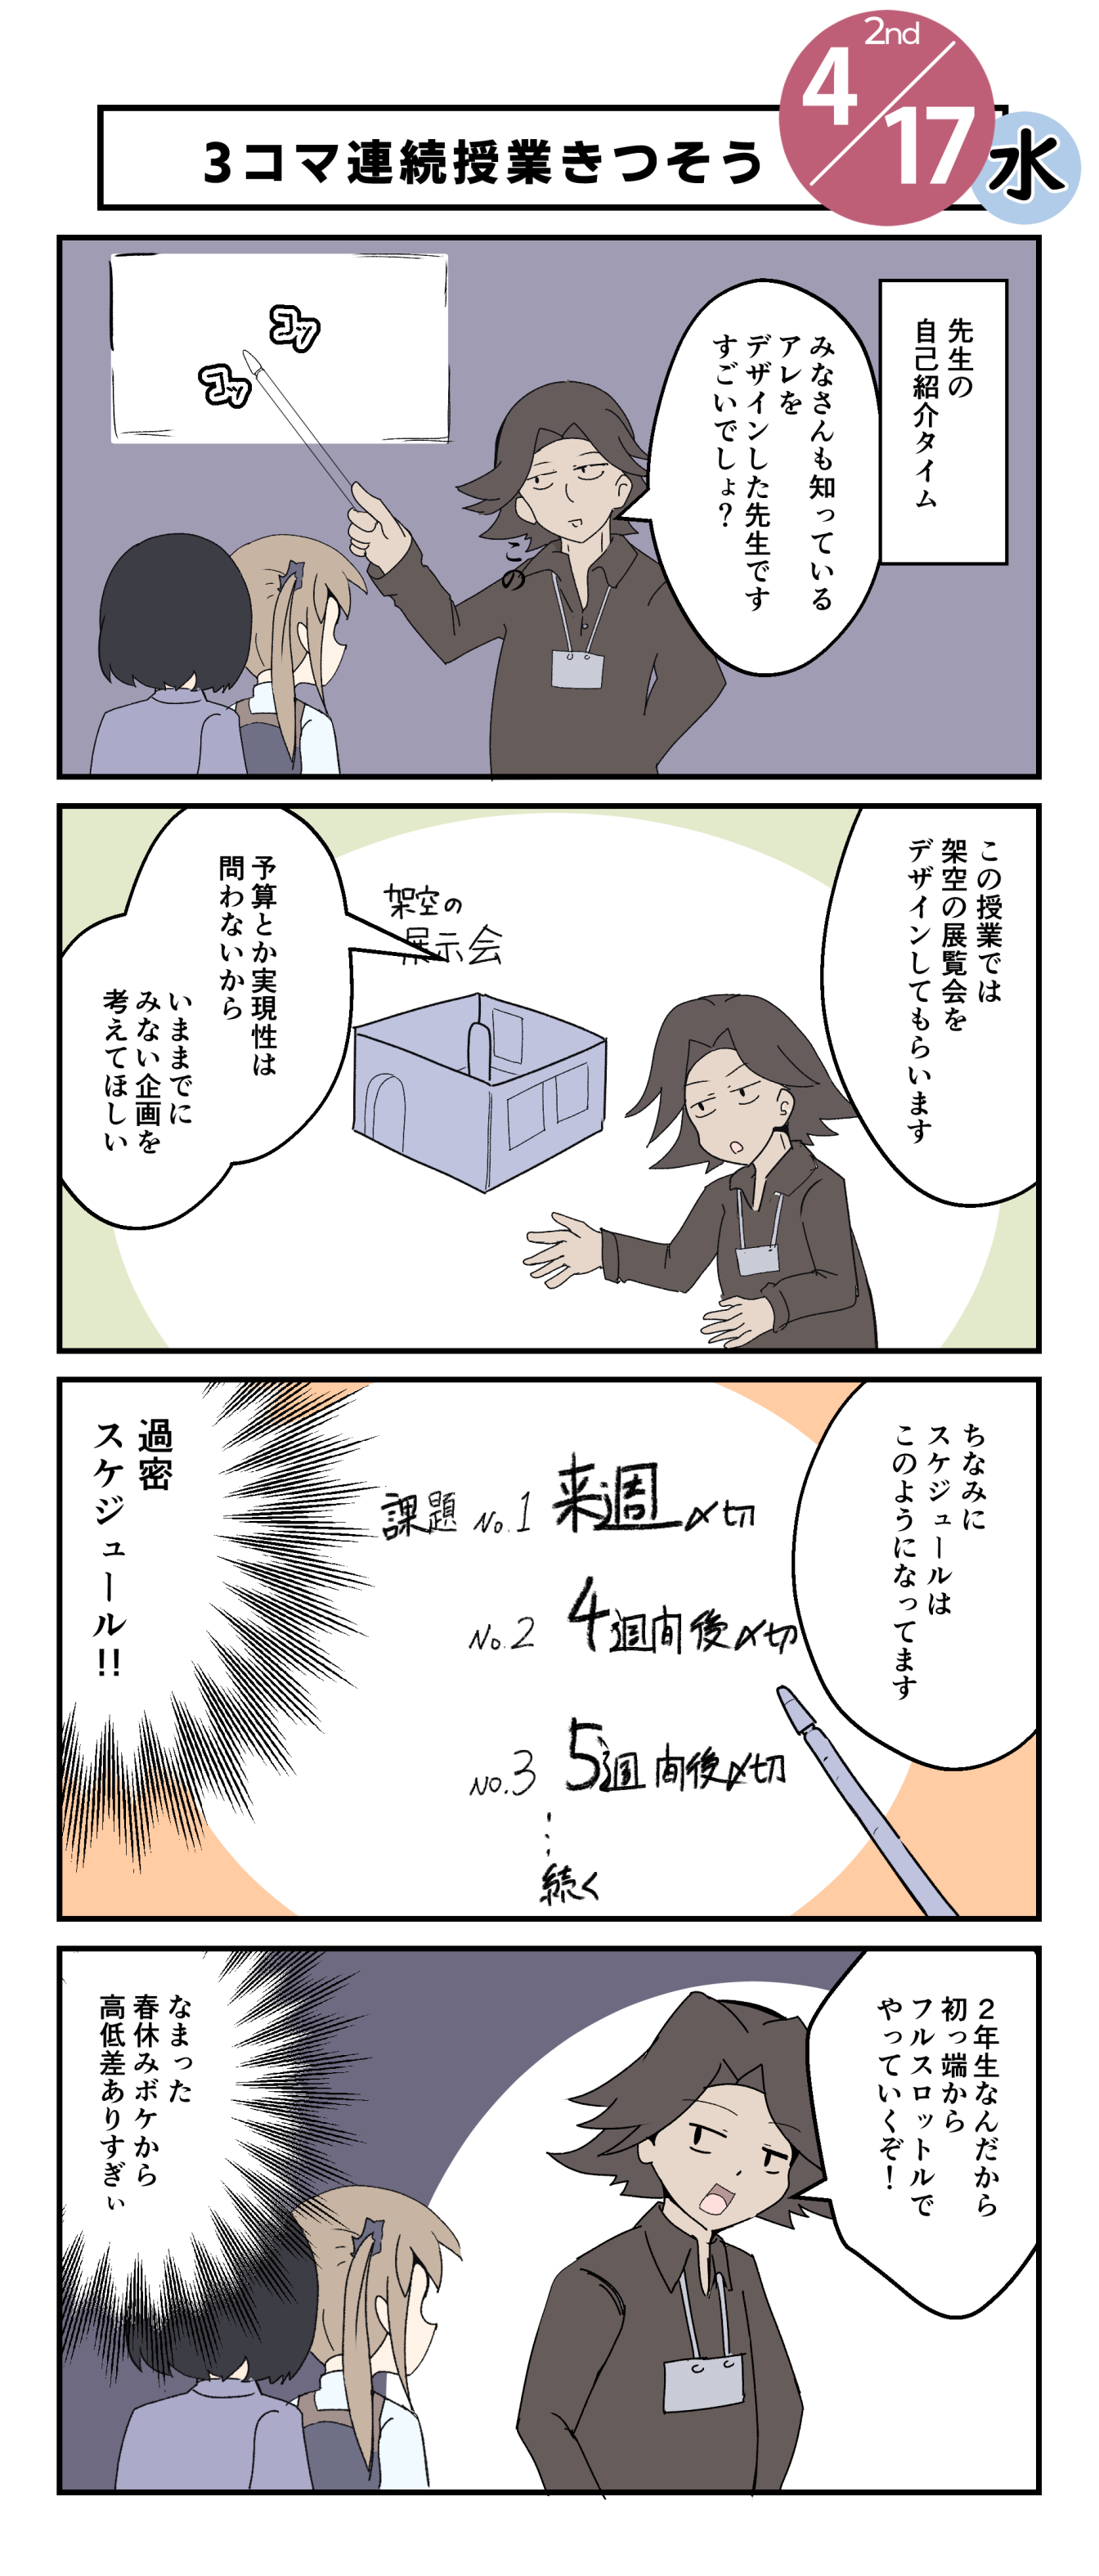 2nd
4/17
水
3コマ連続授業きつそう
先生の
自己紹介タイム
みなさんも知っている
アレを
デザインした先生です
すごいでしょ?
この
コッ
コッ
この授業では
架空の展覧会を
デザインしてもらいます
架空の
展示会
予算とか実現性は
問わないから
いままでに
みない企画を
考えてほしい
ちなみに
スケジュールは
このようになってます
課題 No.1 来週〆切
No.2 4週間後〆切
No.3 5週間後〆切
⋮
続く
過密
スケジュール!!
2年生なんだから
初っ端から
フルスロットルで
やっていくぞ!
なまった
春休みボケから
高低差ありすぎぃ